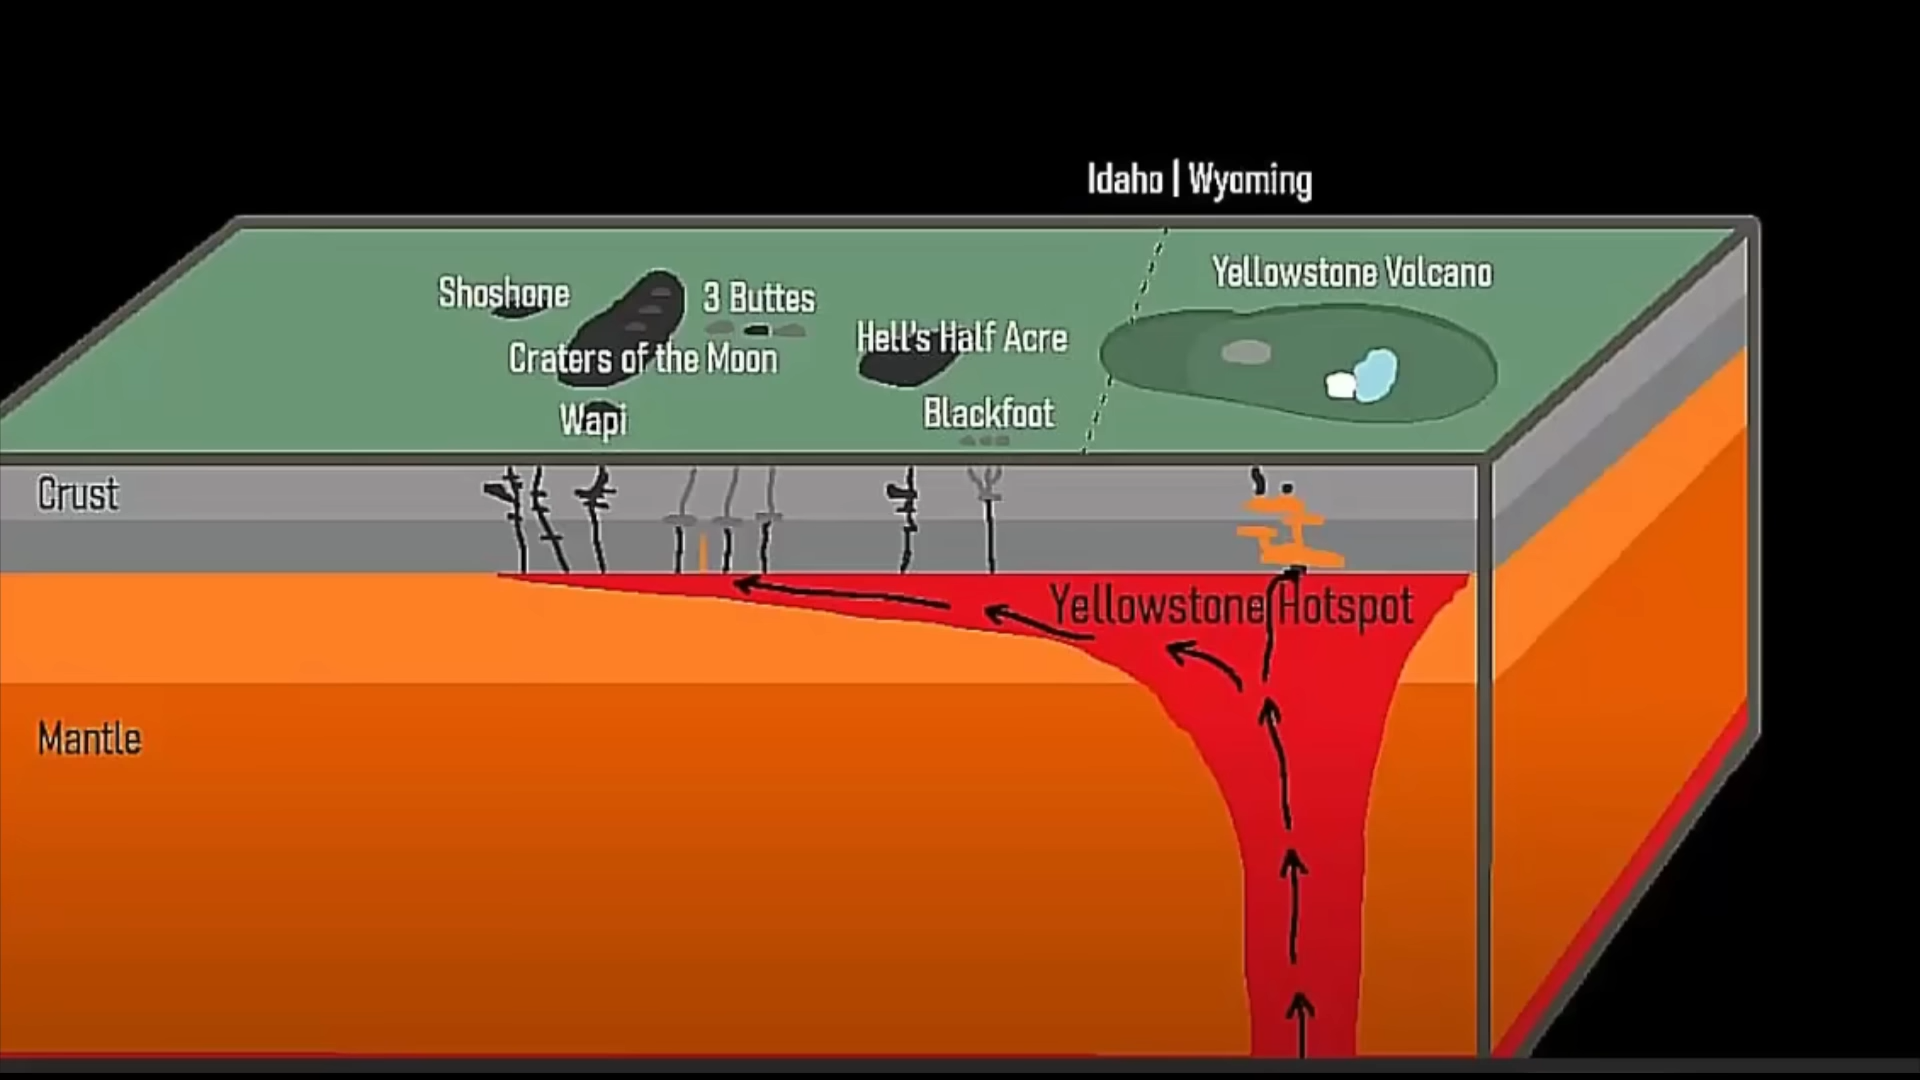 Idaho | Wyoming
Yellowstone Volcano
Shoshone
3 Buttes
Hell's Half Acre
Craters of the Moon
Blackfoot
Wapi
Crust
Yellowstone Hotspot
Mantle